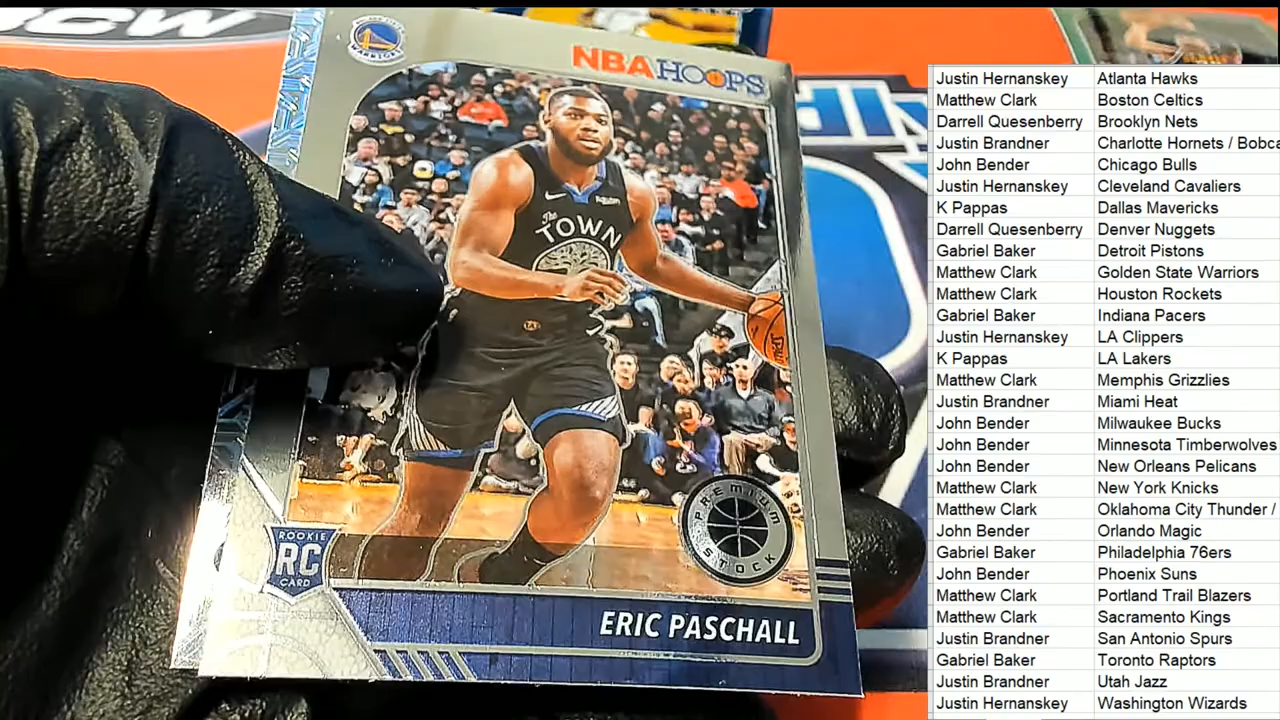 CW
WARRIORS
NBA HOOPS
The
TOWN
Rakuten
SPALDING
PREMIUM
STOCK
ROOKIE
RC
CARD
ERIC PASCHALL
Justin Hernanskey Atlanta Hawks
Matthew Clark Boston Celtics
Darrell Quesenberry Brooklyn Nets
Justin Brandner Charlotte Hornets / Bobca
John Bender Chicago Bulls
Justin Hernanskey Cleveland Cavaliers
K Pappas Dallas Mavericks
Darrell Quesenberry Denver Nuggets
Gabriel Baker Detroit Pistons
Matthew Clark Golden State Warriors
Matthew Clark Houston Rockets
Gabriel Baker Indiana Pacers
Justin Hernanskey LA Clippers
K Pappas LA Lakers
Matthew Clark Memphis Grizzlies
Justin Brandner Miami Heat
John Bender Milwaukee Bucks
John Bender Minnesota Timberwolves
John Bender New Orleans Pelicans
Matthew Clark New York Knicks
Matthew Clark Oklahoma City Thunder /
John Bender Orlando Magic
Gabriel Baker Philadelphia 76ers
John Bender Phoenix Suns
Matthew Clark Portland Trail Blazers
Matthew Clark Sacramento Kings
Justin Brandner San Antonio Spurs
Gabriel Baker Toronto Raptors
Justin Brandner Utah Jazz
Justin Hernanskey Washington Wizards